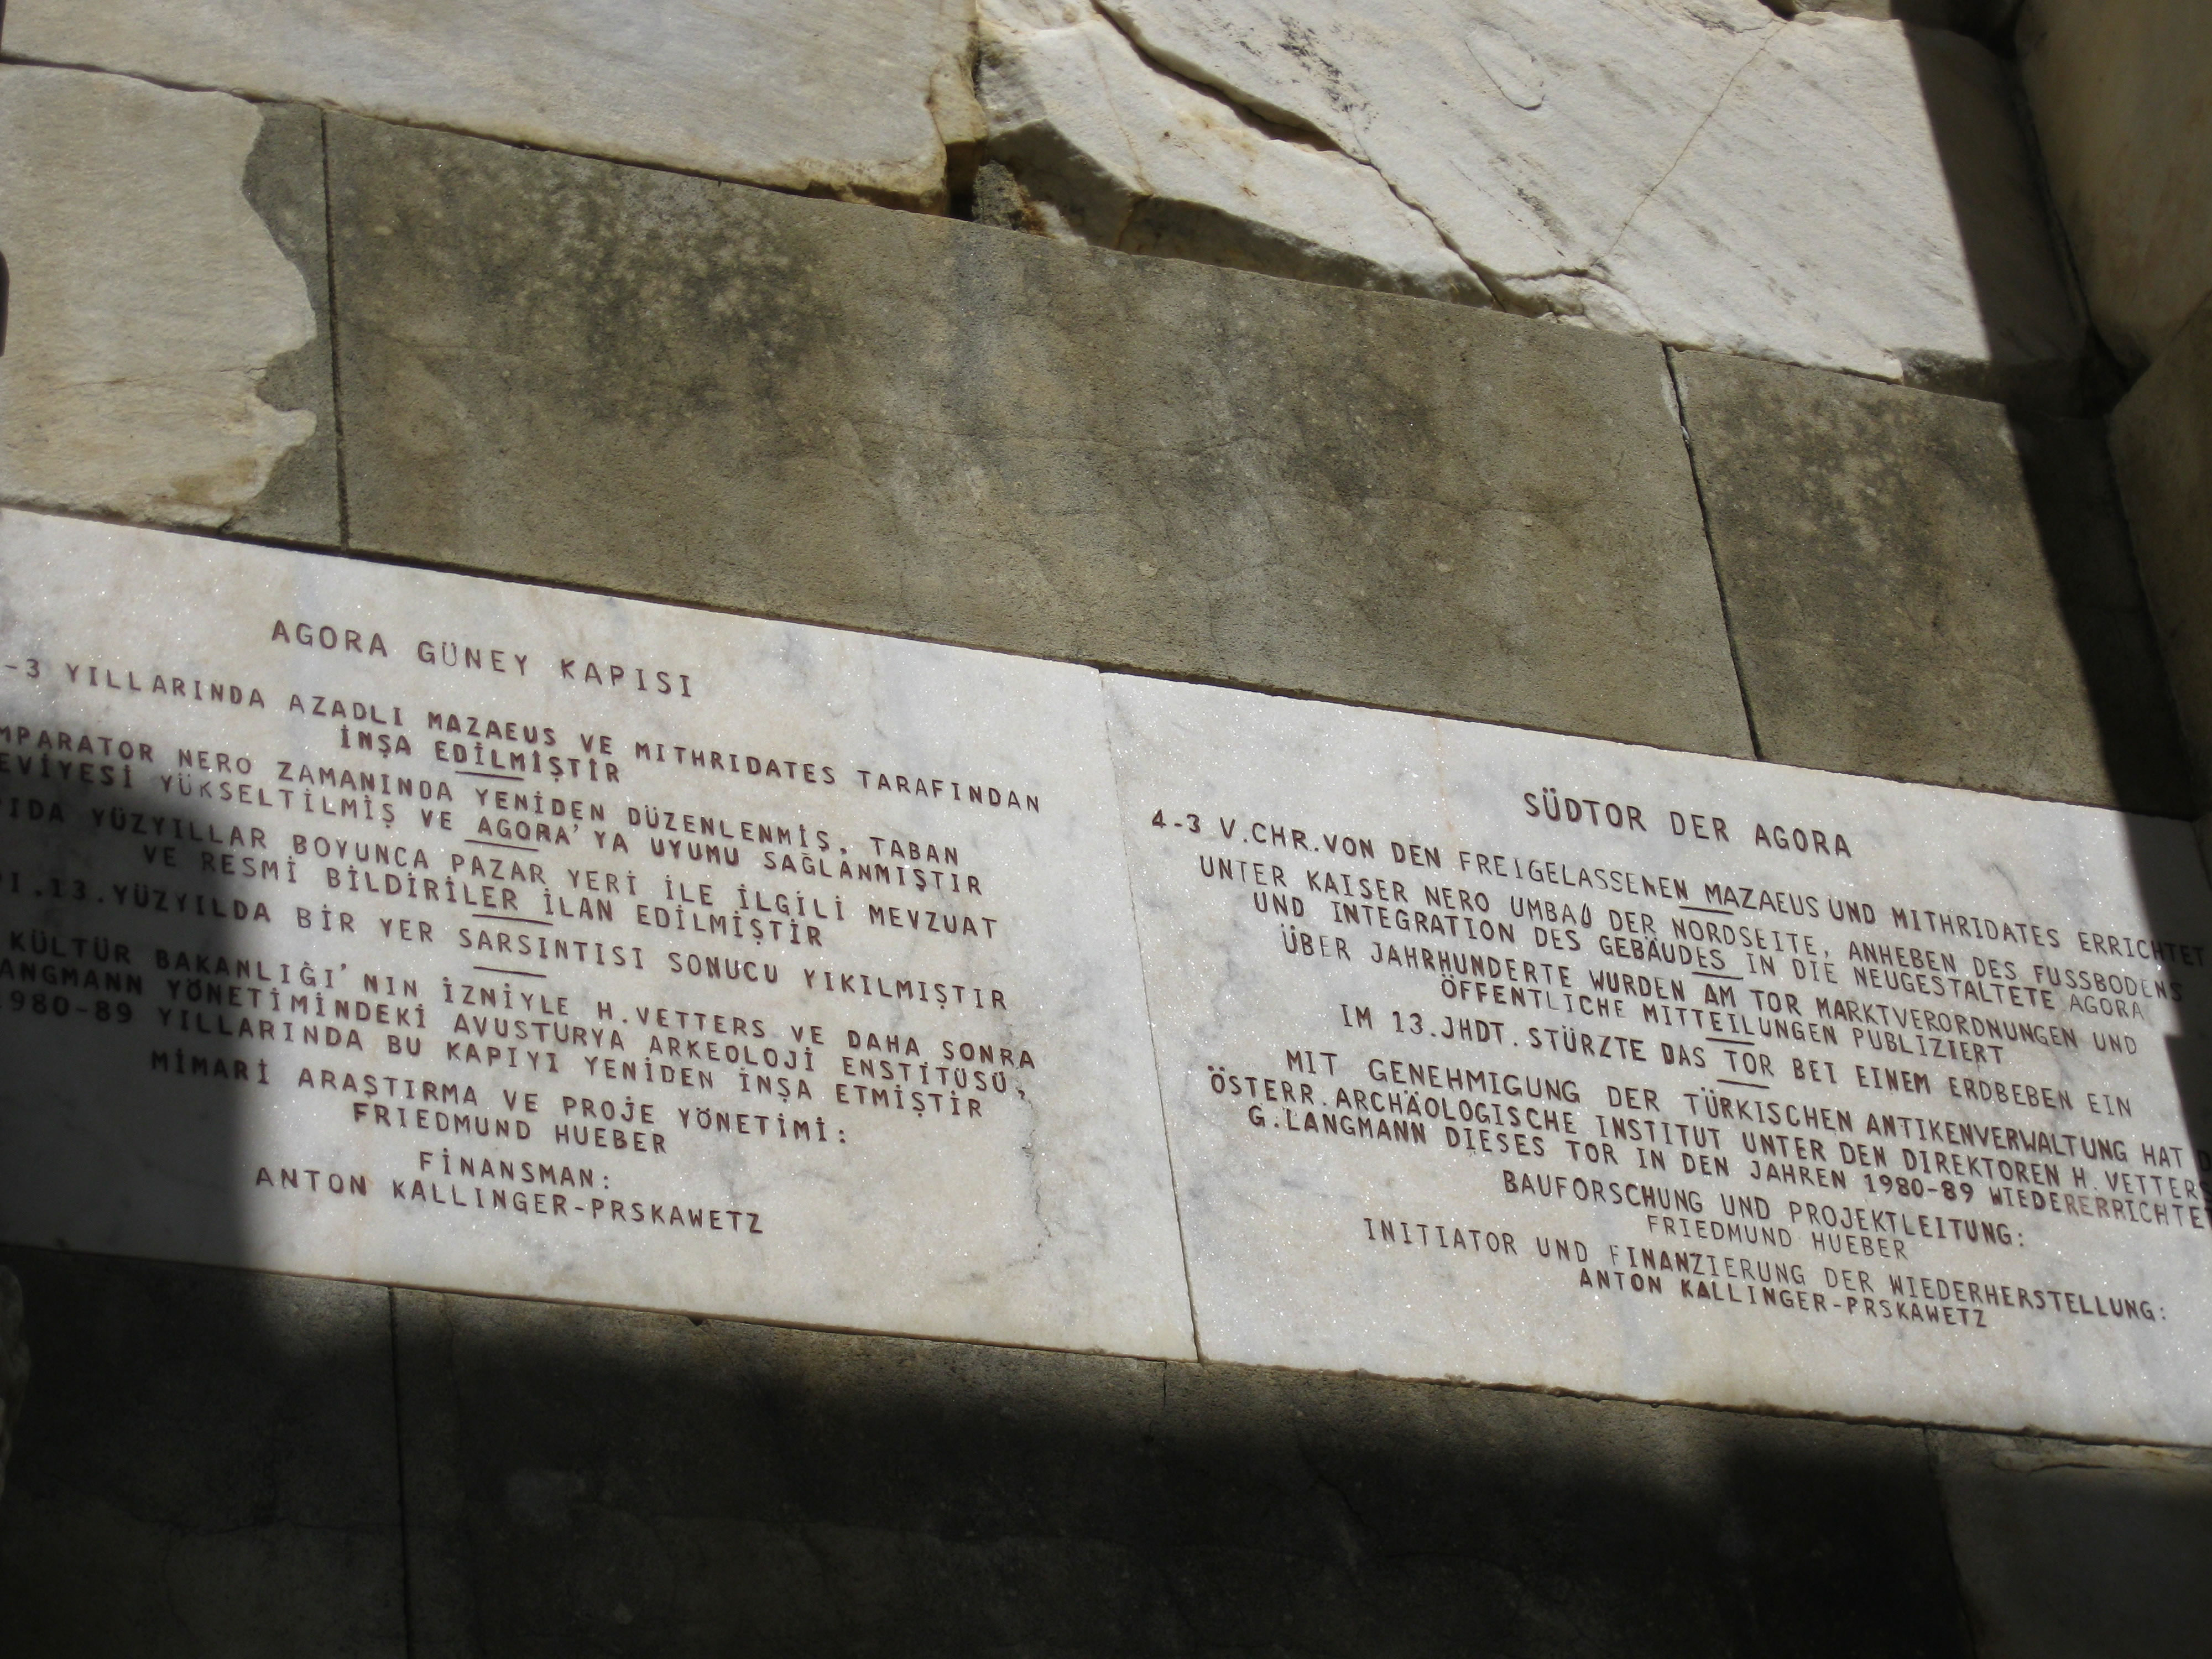 AGORA GÜNEY KAPISI
-3 YILLARINDA AZADLI MAZAEUS VE MITHRIDATES TARAFINDAN
İNŞA EDİLMİŞTİR
MPARATOR NERO ZAMANINDA YENİDEN DÜZENLENMİŞ, TABAN
EVİYESİ YÜKSELTİLMİŞ VE AGORA'YA UYUMU SAĞLANMIŞTIR
PIDA YÜZYILLAR BOYUNCA PAZAR YERİ İLE İLGİLİ MEVZUAT
VE RESMİ BİLDİRİLER İLAN EDİLMİŞTİR
PI.13.YÜZYILDA BİR YER SARSINTISI SONUCU YIKILMIŞTIR
KÜLTÜR BAKANLIĞI'NIN İZNİYLE H.VETTERS VE DAHA SONRA
ANGMANN YÖNETİMİNDEKİ AVUSTURYA ARKEOLOJİ ENSTİTÜSÜ,
1980-89 YILLARINDA BU KAPIYI YENİDEN İNŞA ETMİŞTİR
MİMARİ ARAŞTIRMA VE PROJE YÖNETİMİ:
FRIEDMUND HUEBER
FİNANSMAN:
ANTON KALLINGER-PRSKAWETZ
SÜDTOR DER AGORA
4-3 V.CHR.VON DEN FREIGELASSENEN MAZAEUS UND MITHRIDATES ERRICHTET
UNTER KAISER NERO UMBAU DER NORDSEITE, ANHEBEN DES FUSSBODENS
UND INTEGRATION DES GEBÄUDES IN DIE NEUGESTALTETE AGORA
ÜBER JAHRHUNDERTE WURDEN AM TOR MARKTVERORDNUNGEN UND
ÖFFENTLICHE MITTEILUNGEN PUBLIZIERT
IM 13.JHDT. STÜRZTE DAS TOR BEI EINEM ERDBEBEN EIN
MIT GENEHMIGUNG DER TÜRKISCHEN ANTIKENVERWALTUNG HAT D
ÖSTERR.ARCHÄOLOGISCHE INSTITUT UNTER DEN DIREKTOREN H.VETTERS
G.LANGMANN DIESES TOR IN DEN JAHREN 1980-89 WIEDERERRICHTE
BAUFORSCHUNG UND PROJEKTLEITUNG:
FRIEDMUND HUEBER
INITIATOR UND FINANZIERUNG DER WIEDERHERSTELLUNG:
ANTON KALLINGER-PRSKAWETZ